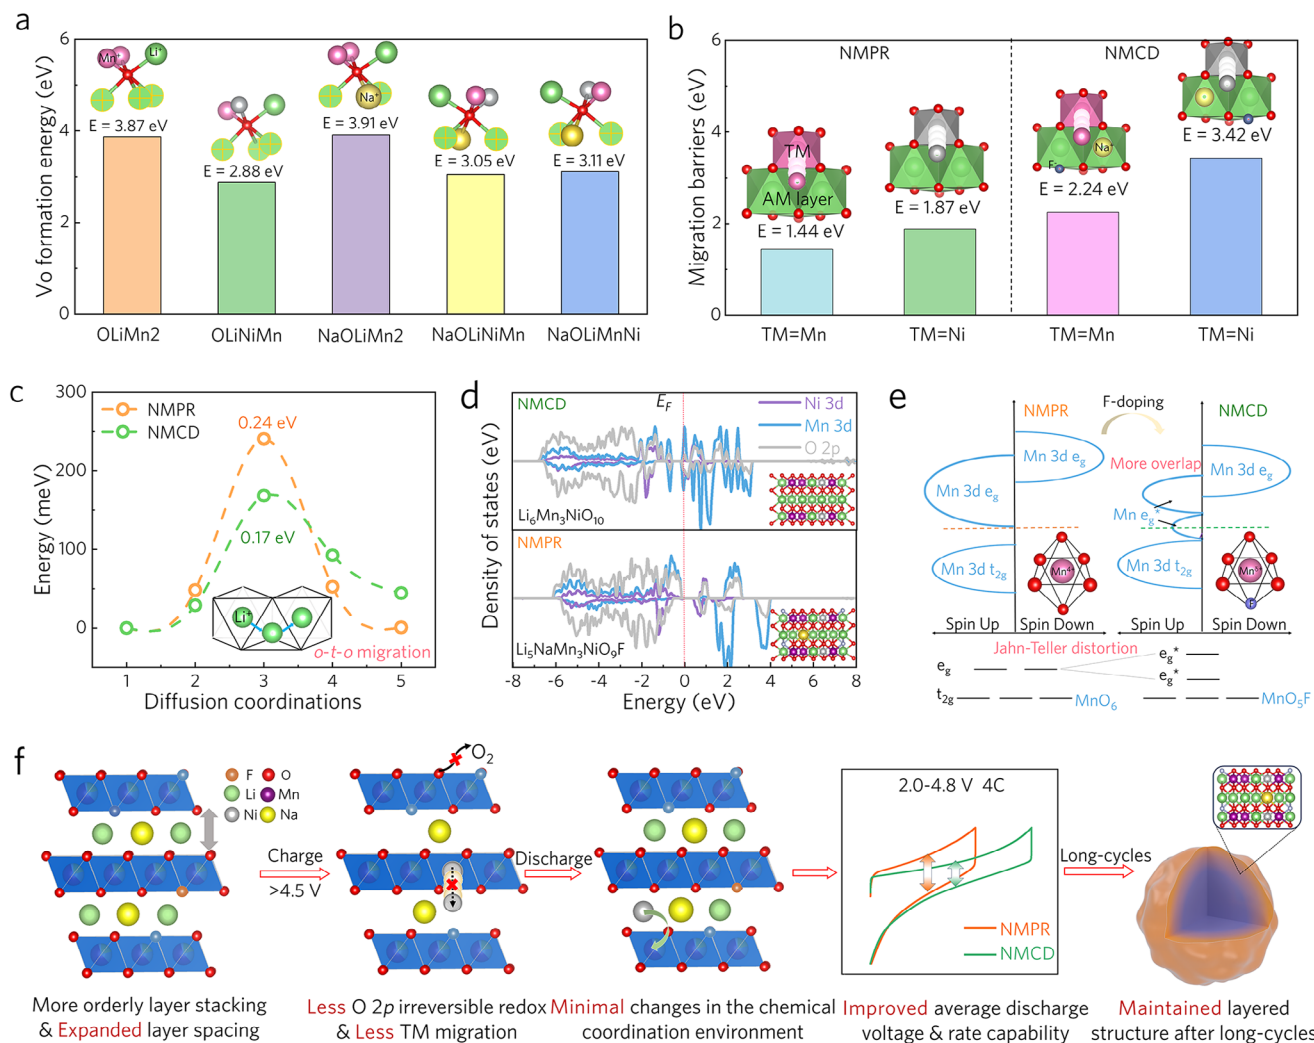 a
Vo formation energy (eV)
6
4
2
0
Mn⁺
Li⁺
E = 3.87 eV
E = 2.88 eV
Na⁺
E = 3.91 eV
E = 3.05 eV
E = 3.11 eV
OLiMn2
OLiNiMn
NaOLiMn2
NaOLiNiMn
NaOLiMnNi
b
Migration barriers (eV)
6
4
2
0
NMPR
NMCD
TM
AM layer
E = 1.44 eV
E = 1.87 eV
F⁻
Na⁺
E = 2.24 eV
E = 3.42 eV
TM=Mn
TM=Ni
TM=Mn
TM=Ni
c
Energy (meV)
300
200
100
0
NMPR
NMCD
0.24 eV
0.17 eV
Li⁺
o-t-o migration
1 2 3 4 5
Diffusion coordinations
d
Density of states (eV)
E_F
NMCD
Ni 3d
Mn 3d
O 2p
Li₆Mn₃NiO₁₀
NMPR
Li₅NaMn₃NiO₉F
-8 -6 -4 -2 0 2 4 6 8
Energy (eV)
e
NMPR
F-doping
NMCD
Mn 3d e_g
More overlap
Mn 3d e_g
Mn 3d e_g
Mn e_g*
Mn 3d t₂g
Mn⁴⁺
Mn 3d t₂g
Mn³⁺
F
Spin Up
Spin Down
Spin Up
Spin Down
Jahn-Teller distortion
e_g
e_g*
e_g*
t₂g
MnO₆
MnO₅F
f
F
O
Li
Mn
Ni
Na
Charge
>4.5 V
O₂
Discharge
2.0-4.8 V 4C
NMPR
NMCD
Long-cycles
More orderly layer stacking
& Expanded layer spacing
Less O 2p irreversible redox
& Less TM migration
Minimal changes in the chemical
coordination environment
Improved average discharge
voltage & rate capability
Maintained layered
structure after long-cycles